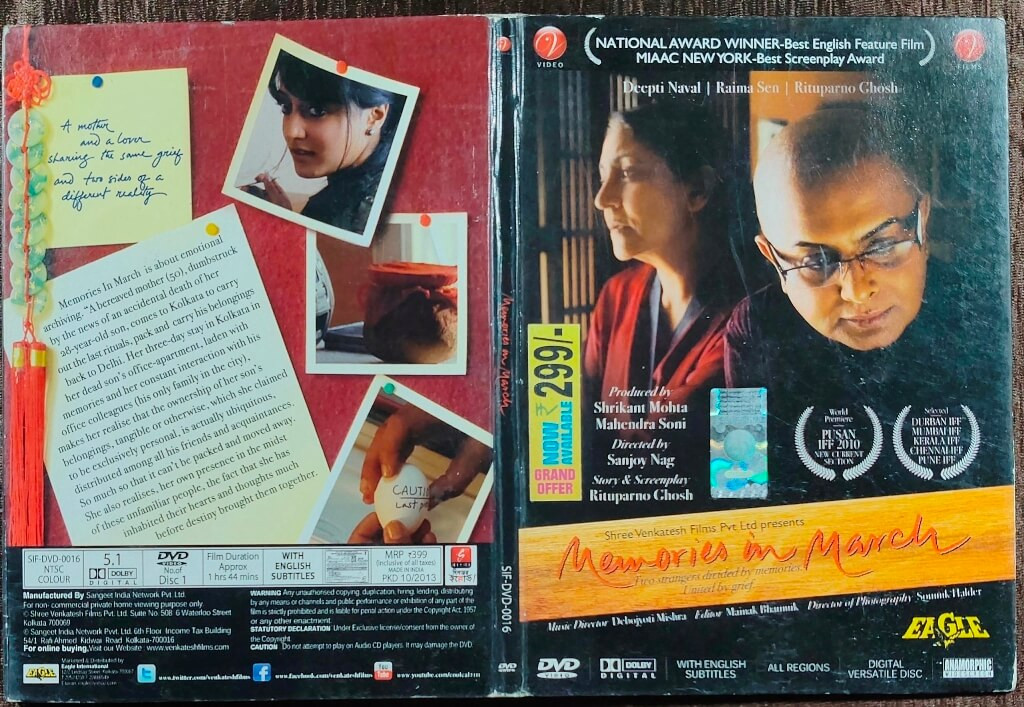 A mother
and a lover
sharing the same grief
and two sides of a
different reality
Memories In March is about emotional
archiving. "A bereaved mother (50), dumbstruck
by the news of an accidental death of her
28-year-old son, comes to Kolkata to carry
out the last rituals, pack and carry his belongings
back to Delhi. Her three-day stay in Kolkata in
her dead son's office-apartment, laden with
memories and her constant interaction with his
office colleagues (his only family in the city),
makes her realise that the ownership of her son's
belongings, tangible or otherwise, which she claimed
to be exclusively personal, is actually ubiquitous,
distributed among all his friends and acquaintances.
So much so that it can't be packed and moved away.
She also realises, her own presence in the midst
of these unfamiliar people, the fact that she has
inhabited their hearts and thoughts much
before destiny brought them together.
CAUTI
Last
SIF-DVD-0016
NTSC
COLOUR
5.1
DOLBY
DIGITAL
DVD
VIDEO
No.of
Disc 1
Film Duration
Approx
1 hrs 44 mins
WITH
ENGLISH
SUBTITLES
MRP ₹399
(inclusive of all taxes)
MADE IN INDIA
PKD 10/2013
Manufactured By Sangeet India Network Pvt. Ltd.
For non-commercial private home viewing purpose only.
© Shree Venkatesh Films Pvt. Ltd. Suite No. 508 6 Waterloo Street
Kolkata 700069
© Sangeet India Network Pvt. Ltd. 6th Floor Income Tax Building
54/1 Rafi Ahmed Kidwai Road Kolkata-700016
For online buying, Visit our Website : www.venkateshfilms.com
WARNING Any unauthorised copying, duplication, hiring, lending, distributing
by any means or channels and public performance or exhibition of any part of the
film is strictly prohibited and is liable for penal action under the Copyright Act, 1957
or any other enactment.
STATUTORY DECLARATION Under Exclusive license/consent from the owner of
the Copyright.
CAUTION Do not attempt to play on Audio CD players. It may damage the DVD
EAGLE
Marketed & Distributed by
Eagle International
www.twitter.com/venkateshfilms
www.facebook.com/venkateshfilms
You Tube
VIDEO
Memories in March
SIF-DVD-0016
DVD
VIDEO
VIDEO
NATIONAL AWARD WINNER-Best English Feature Film
MIAAC NEW YORK-Best Screenplay Award
FILMS
Deepti Naval | Raima Sen | Rituparno Ghosh
NOW
AVAILABLE ₹ 299/-
GRAND
OFFER
Produced by
Shrikant Mohta
Mahendra Soni
Directed by
Sanjoy Nag
Story & Screenplay
Rituparno Ghosh
World
Premiere
PUSAN
IFF 2010
NEW CURRENT
SECTION
Selected
DURBAN IFF
MUMBAI IFF
KERALA IFF
CHENNAI IFF
PUNE IFF
Shree Venkatesh Films Pvt Ltd presents
Memories in March
Two strangers divided by memories.
United by grief.
Music Director Debojyoti Mishra Editor Mainak Bhaumik Director of Photography Soumik Halder
EAGLE
DVD
VIDEO
DOLBY
DIGITAL
WITH ENGLISH
SUBTITLES
ALL REGIONS
DIGITAL
VERSATILE DISC
ANAMORPHIC
WIDESCREEN